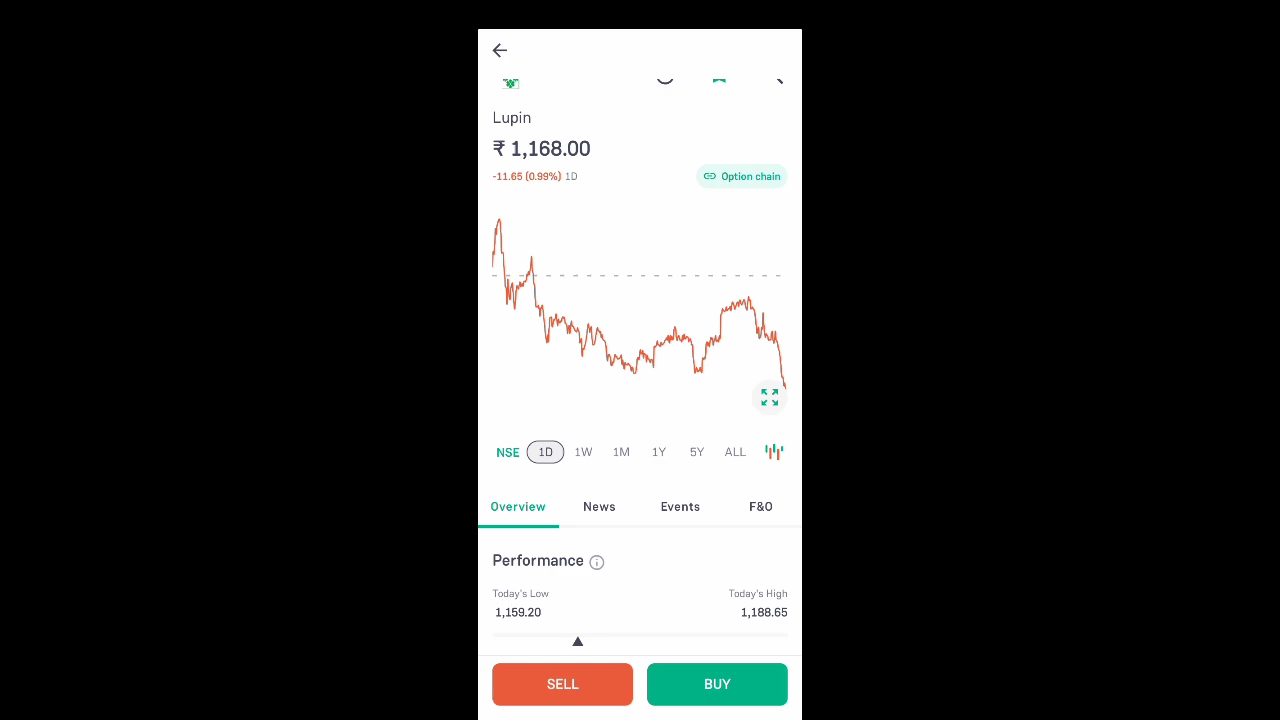 Lupin
₹ 1,168.00
-11.65 (0.99%) 1D
Option chain
NSE 1D 1W 1M 1Y 5Y ALL
Overview News Events F&O
Performance
Today's Low Today's High
1,159.20 1,188.65
SELL BUY